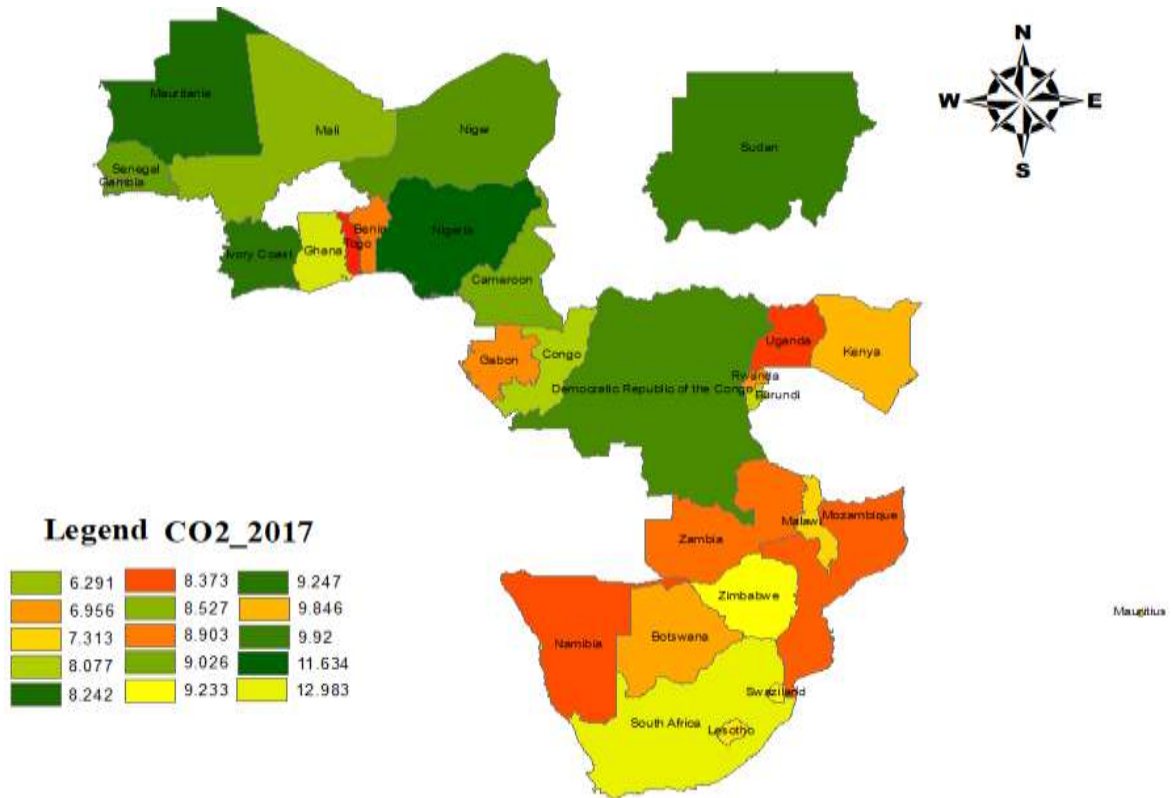 N
W
E
S
Mauritania
Mali
Niger
Sudan
Senegal
Gambia
Benin
Nigeria
Togo
Ivory Coast
Ghana
Cameroon
Uganda
Kenya
Gabon
Congo
Rwanda
Democratic Republic of the Congo
Burundi
Malawi
Mozambique
Zambia
Zimbabwe
Mauritius
Namibia
Botswana
Swaziland
South Africa
Lesotho
Legend CO2_2017
6.291
8.373
9.247
6.956
8.527
9.846
7.313
8.903
9.92
8.077
9.026
11.634
8.242
9.233
12.983